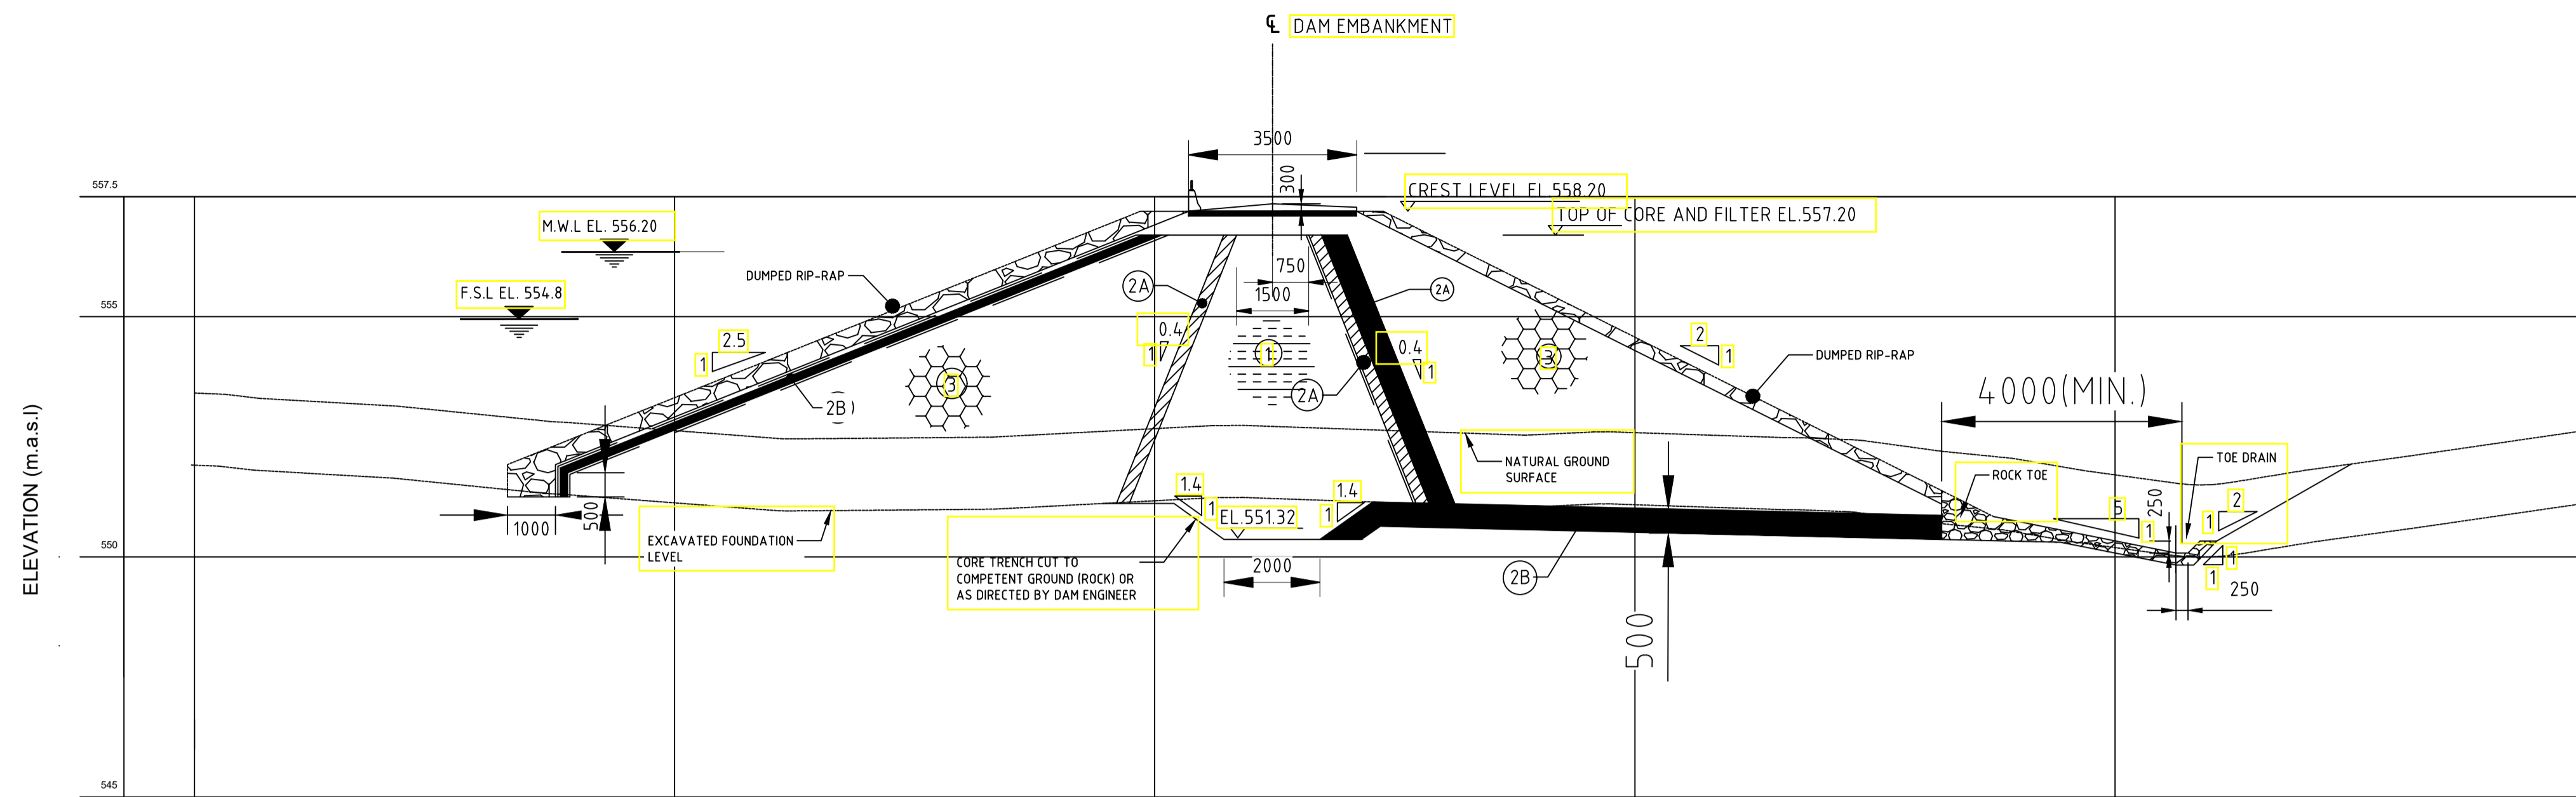 ℄ DAM EMBANKMENT
3500
300
557.5
CREST LEVEL EL.558.20
TOP OF CORE AND FILTER EL.557.20
M.W.L EL. 556.20
DUMPED RIP-RAP
2A
750
2A
F.S.L EL. 554.8
1500
555
2.5
1
0.4
1
1
0.4
1
3
2
1
DUMPED RIP-RAP
3
2A
2B
4000(MIN.)
ELEVATION (m.a.s.l)
NATURAL GROUND
SURFACE
TOE DRAIN
ROCK TOE
1.4
1
1.4
1
EL.551.32
500
1000
250
2
1
5
1
EXCAVATED FOUNDATION
LEVEL
550
CORE TRENCH CUT TO
COMPETENT GROUND (ROCK) OR
AS DIRECTED BY DAM ENGINEER
2000
2B
1
1
250
500
545